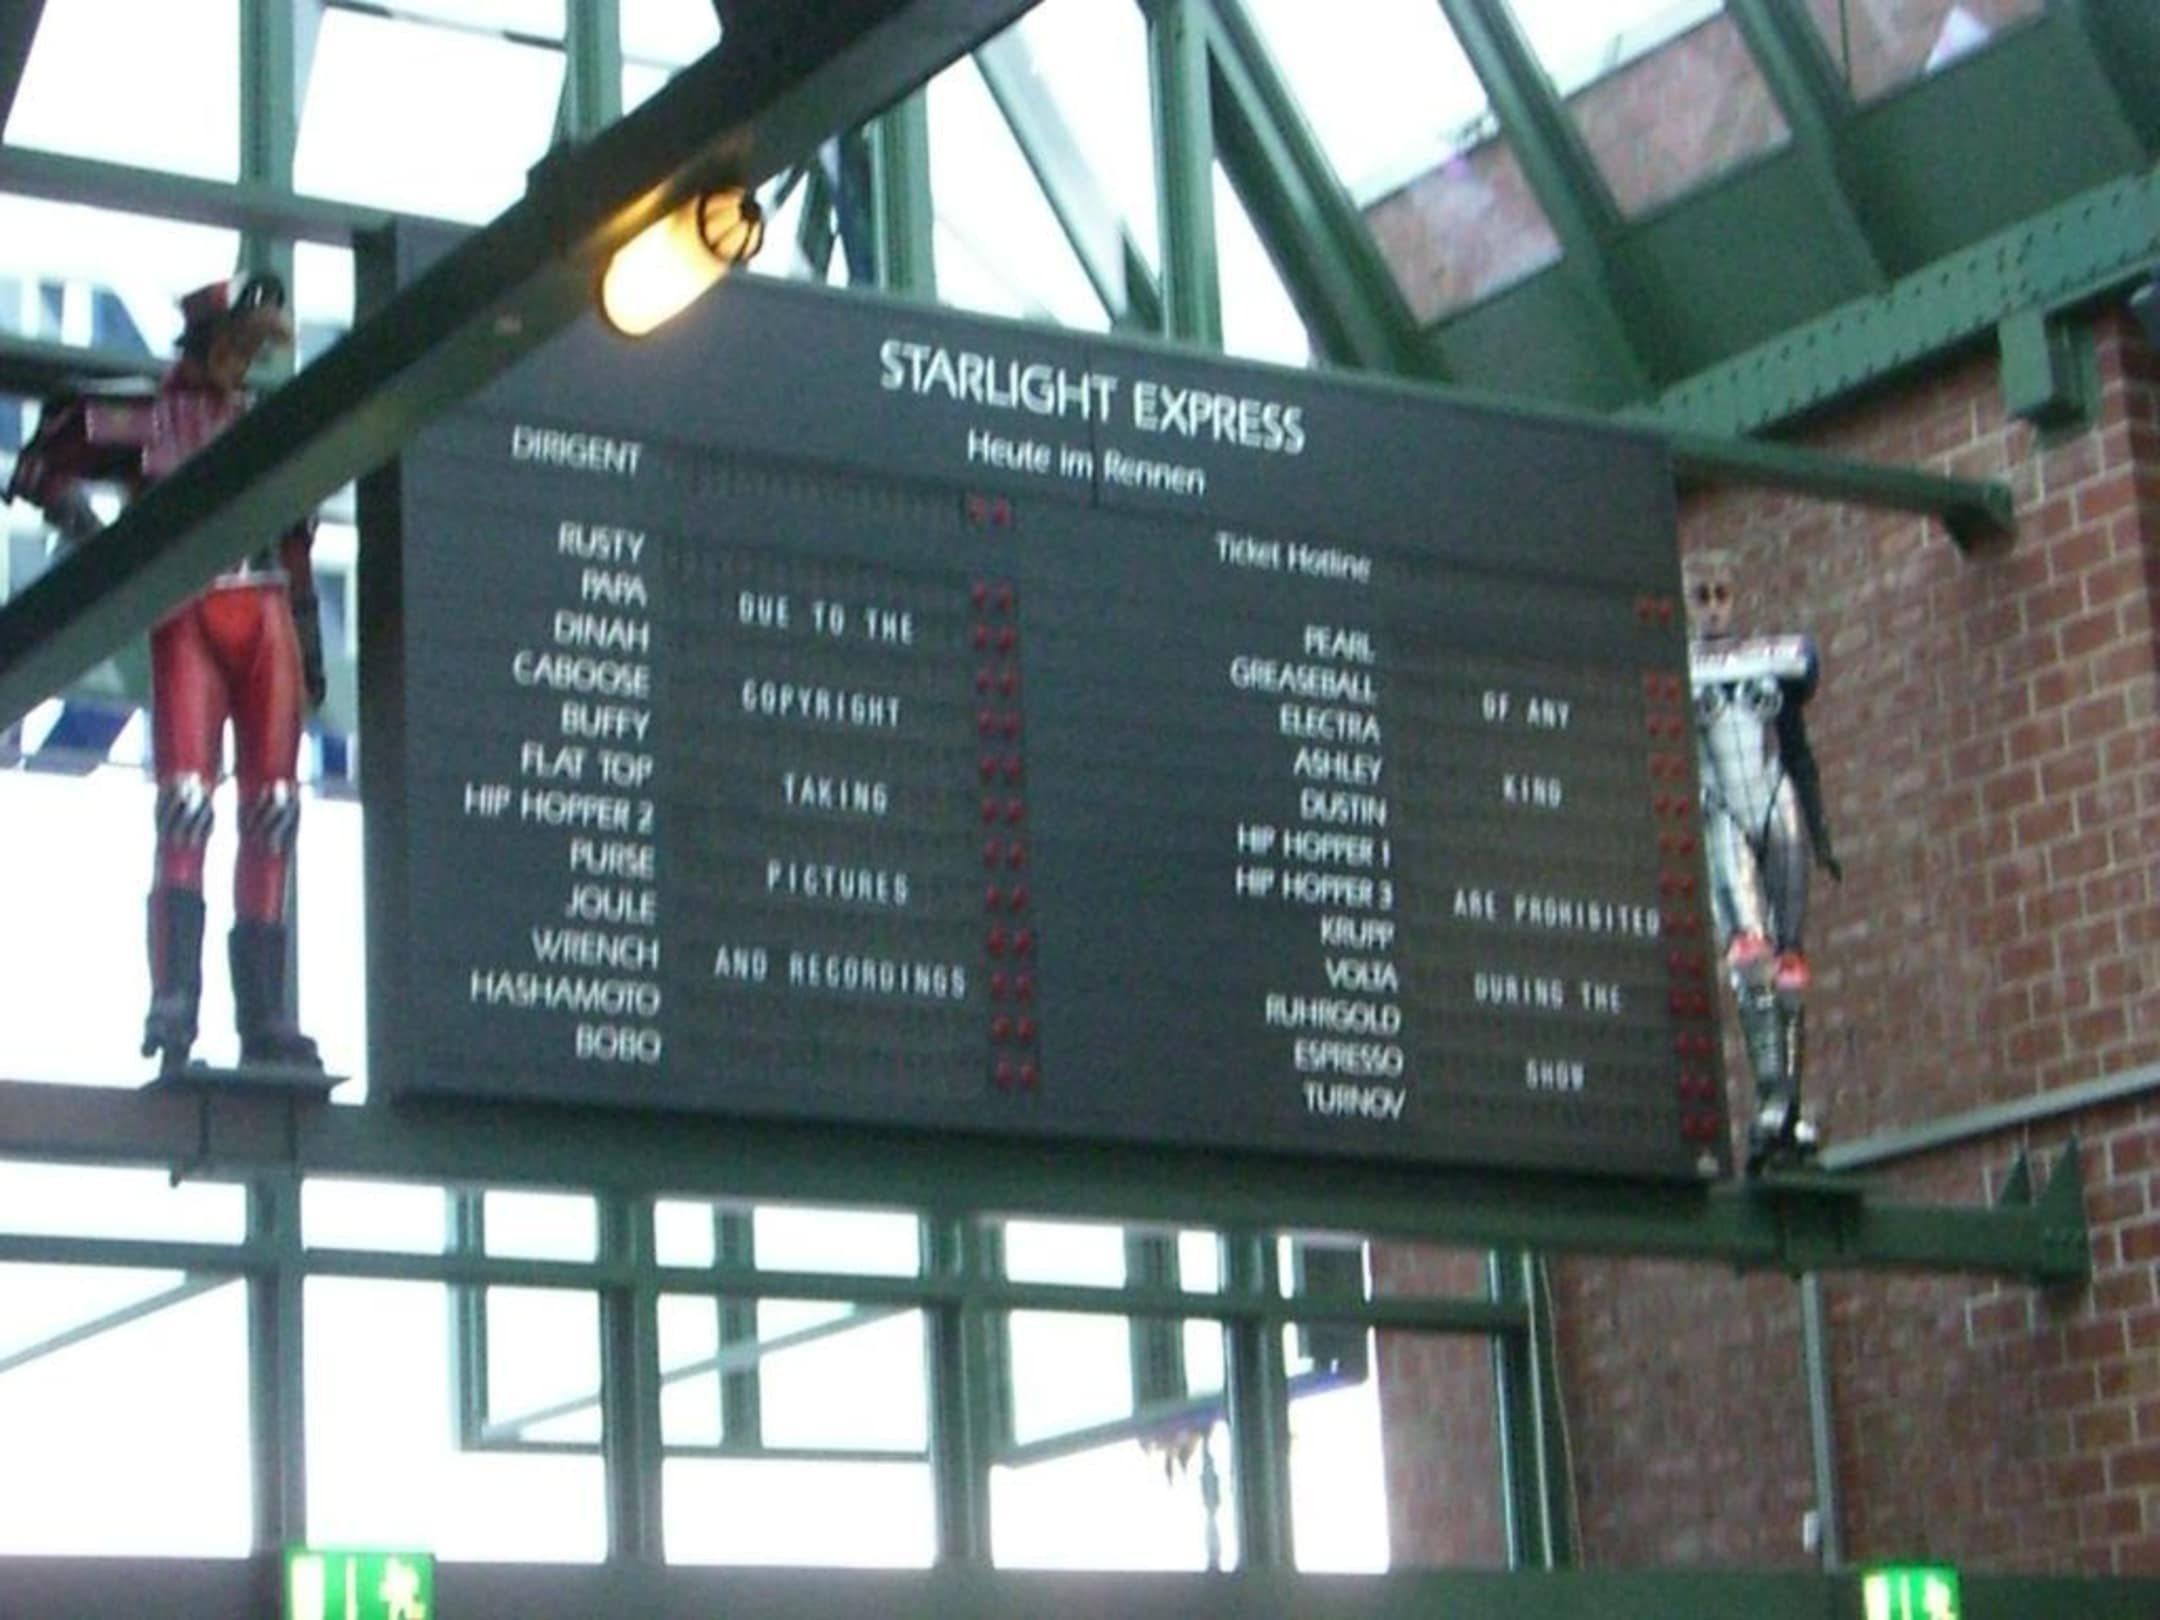 STARLIGHT EXPRESS
Heute im Rennen
DIRIGENT
RUSTY
PAPA
DUE TO THE
DINAH
CABOOSE
COPYRIGHT
BUFFY
FLAT TOP
TAKING
HIP HOPPER 2
PURSE
PICTURES
JOULE
WRENCH
AND RECORDINGS
HASHAMOTO
BOBO
Ticket Hotline
PEARL
GREASEBALL
OF ANY
ELECTRA
ASHLEY
KIND
DUSTIN
HIP HOPPER 1
HIP HOPPER 3
ARE PROHIBITED
KRUPP
VOLTA
DURING THE
RUHRGOLD
ESPRESSO
SHOW
TURNOV